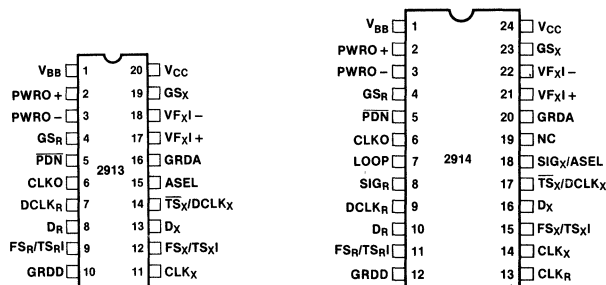 VBB 1 20 VCC
PWRO+ 2 19 GSX
PWRO- 3 18 VFXI-
GSR 4 17 VFXI+
PDN 5 16 GRDA
2913
CLKO 6 15 ASEL
DCLKR 7 14 TSX/DCLKX
DR 8 13 DX
FSR/TSRI 9 12 FSX/TSXI
GRDD 10 11 CLKX
VBB 1 24 VCC
PWRO+ 2 23 GSX
PWRO- 3 22 VFXI-
GSR 4 21 VFXI+
PDN 5 20 GRDA
CLKO 6 19 NC
LOOP 7 2914 18 SIGX/ASEL
SIGR 8 17 TSX/DCLKX
DCLKR 9 16 DX
DR 10 15 FSX/TSXI
FSR/TSRI 11 14 CLKX
GRDD 12 13 CLKR